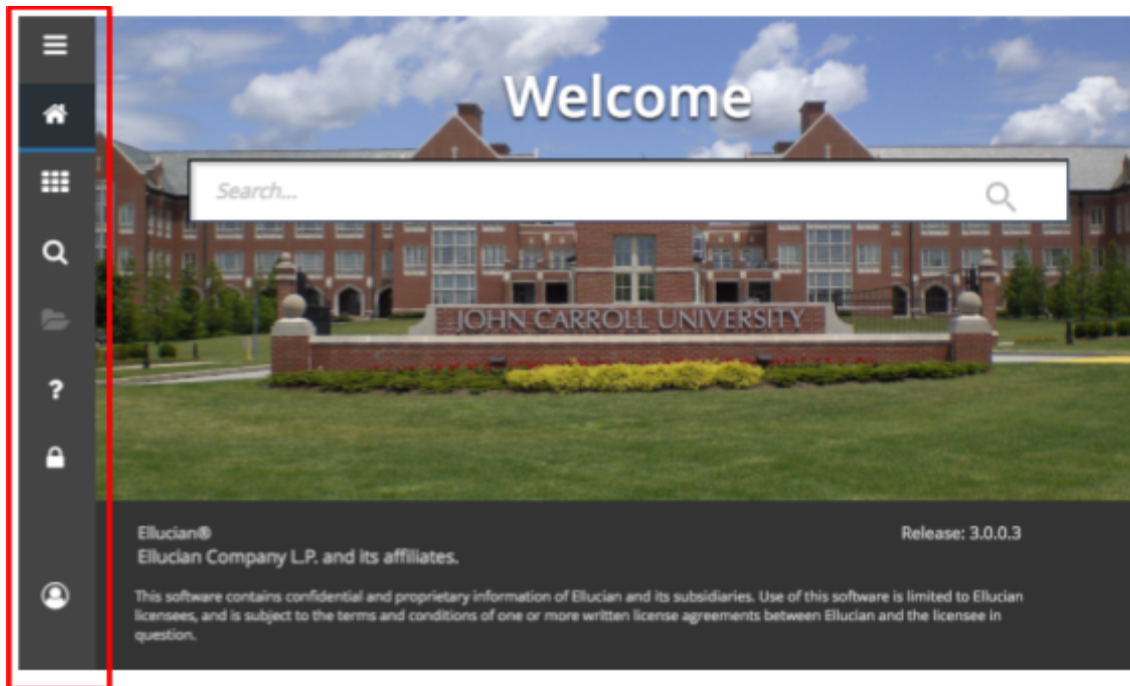 Welcome
Search...
JOHN CARROLL UNIVERSITY
Ellucian®
Release: 3.0.0.3
Ellucian Company L.P. and its affiliates.
This software contains confidential and proprietary information of Ellucian and its subsidiaries. Use of this software is limited to Ellucian
licensees, and is subject to the terms and conditions of one or more written license agreements between Ellucian and the licensee in
question.